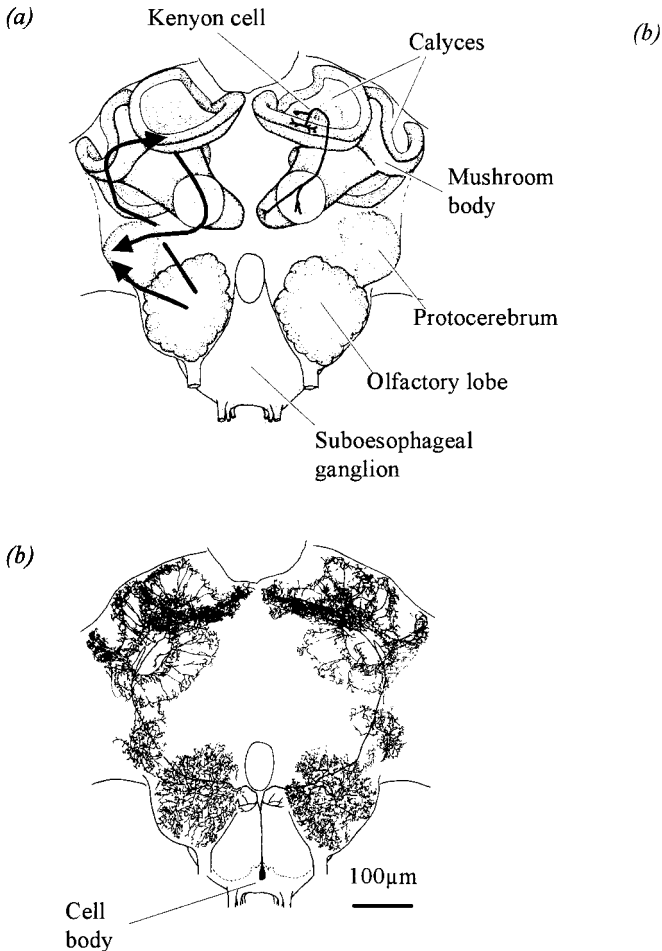 (a)
Kenyon cell
Calyces
(b)
Mushroom
body
Protocerebrum
Olfactory lobe
Suboesophageal
ganglion
(b)
100µm
Cell
body